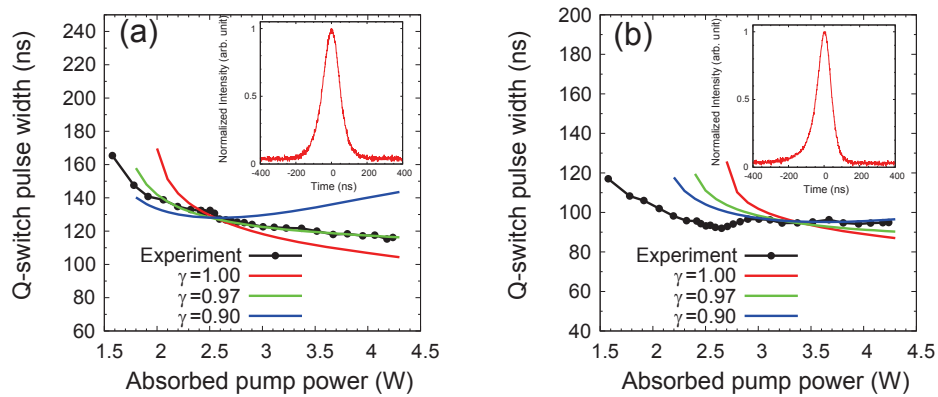 (a)
Q-switch pulse width (ns)
240
220
200
180
160
140
120
100
80
60
1.5 2 2.5 3 3.5 4 4.5
Absorbed pump power (W)
Experiment
γ=1.00
γ=0.97
γ=0.90
Normalized Intensity (arb. unit)
1
0.5
0
-400 -200 0 200 400
Time (ns)
(b)
Q-switch pulse width (ns)
200
180
160
140
120
100
80
60
40
1.5 2 2.5 3 3.5 4 4.5
Absorbed pump power (W)
Experiment
γ=1.00
γ=0.97
γ=0.90
Normalized Intensity (arb. unit)
1
0.5
0
-400 -200 0 200 400
Time (ns)